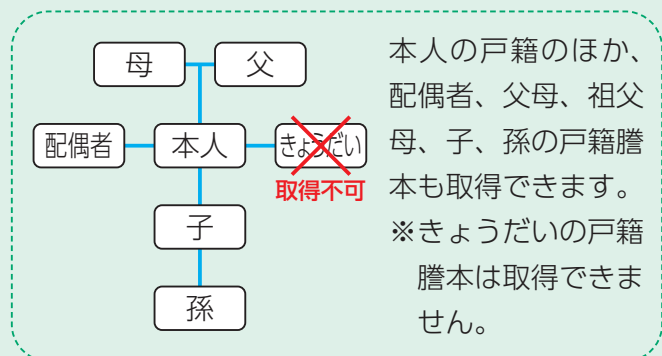 母
父
配偶者
本人
きょうだい
取得不可
子
孫
本人の戸籍のほか、
配偶者、父母、祖父
母、子、孫の戸籍謄
本も取得できます。
※きょうだいの戸籍
謄本は取得できま
せん。